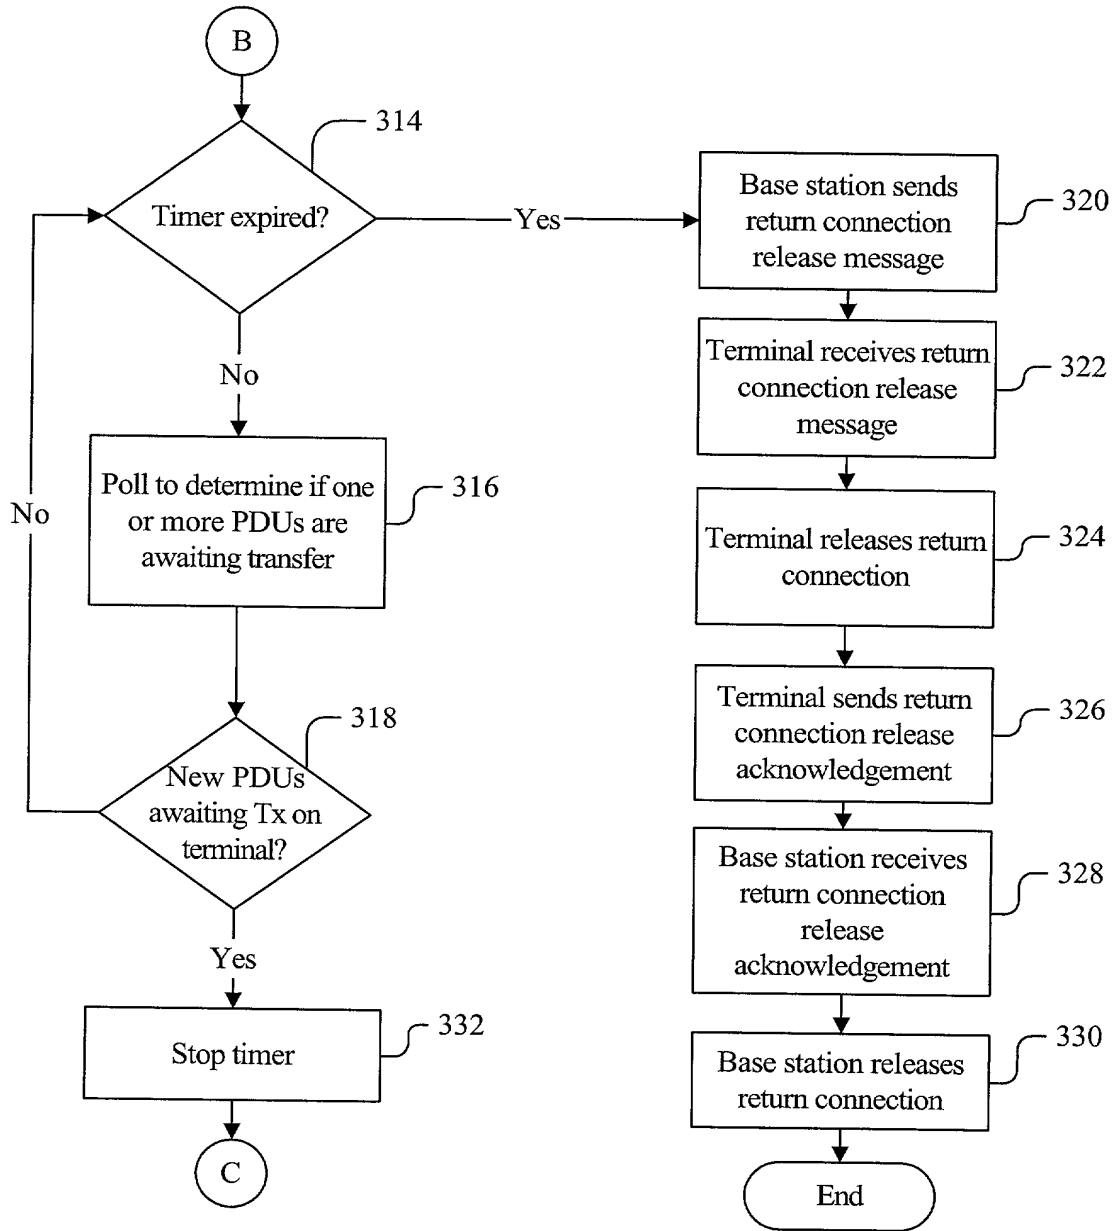 B
314
Timer expired?
Yes
Base station sends
return connection
release message
320
No
Terminal receives return
connection release
message
322
Poll to determine if one
or more PDUs are
awaiting transfer
316
No
Terminal releases return
connection
324
New PDUs
awaiting Tx on
terminal?
318
Terminal sends return
connection release
acknowledgement
326
Base station receives
return connection
release
acknowledgement
328
Yes
Stop timer
332
Base station releases
return connection
330
C
End